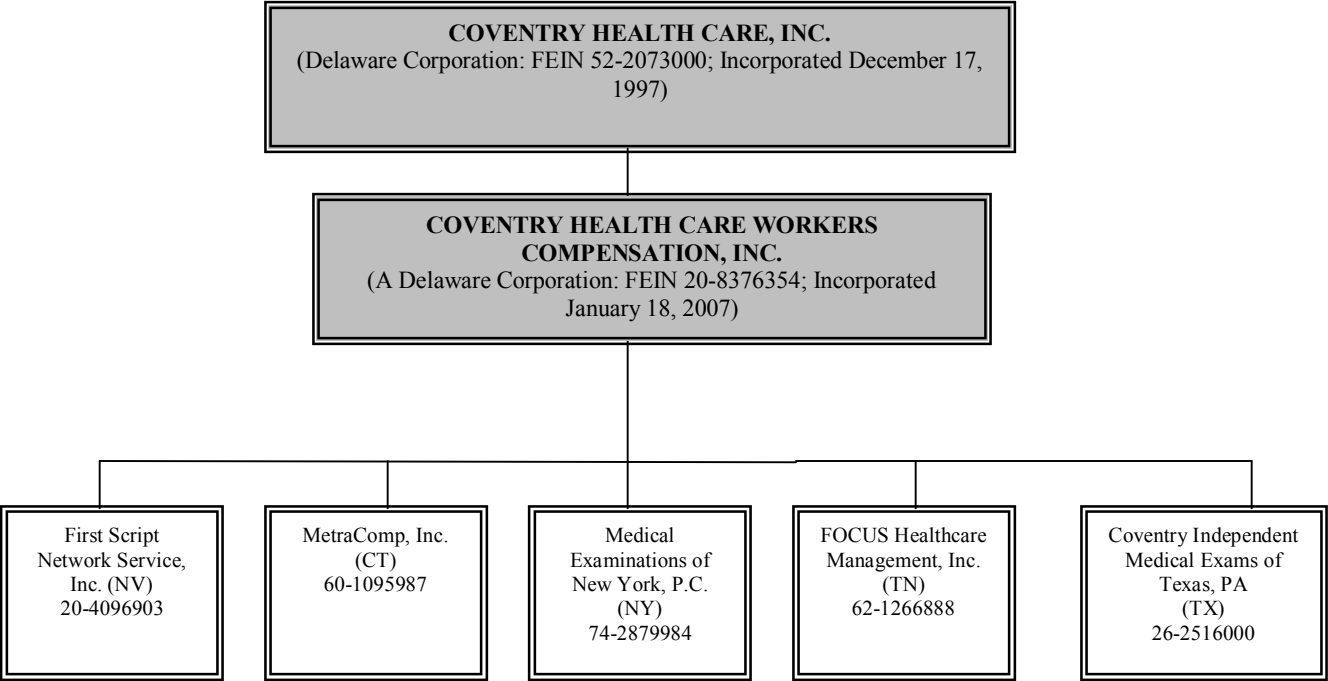 COVENTRY HEALTH CARE, INC.
(Delaware Corporation: FEIN 52-2073000; Incorporated December 17,
1997)
COVENTRY HEALTH CARE WORKERS
COMPENSATION, INC.
(A Delaware Corporation: FEIN 20-8376354; Incorporated
January 18, 2007)
First Script
Network Service,
Inc. (NV)
20-4096903
MetraComp, Inc.
(CT)
60-1095987
Medical
Examinations of
New York, P.C.
(NY)
74-2879984
FOCUS Healthcare
Management, Inc.
(TN)
62-1266888
Coventry Independent
Medical Exams of
Texas, PA
(TX)
26-2516000